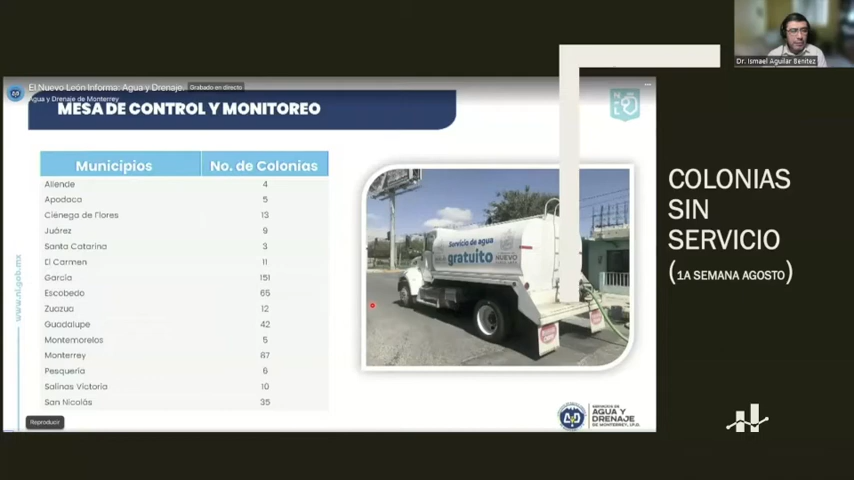 Dr. Ismael Aguilar Benitez
El Nuevo León Informa: Agua y Drenaje.
Grabado en directo
Agua y Drenaje de Monterrey
MESA DE CONTROL Y MONITOREO
Municipios No. de Colonias
Allende 4
Apodaca 5
Ciénega de Flores 13
Juárez 9
Santa Catarina 3
El Carmen 11
García 151
Escobedo 65
Zuazua 12
Guadalupe 42
Montemorelos 5
Monterrey 67
Pesquería 6
Salinas Victoria 10
San Nicolás 35
www.nl.gob.mx
Reproducir
Servicio de agua
gratuito
NUEVO
SERVICIOS DE
AGUA Y
DRENAJE
DE MONTERREY, I.P.D.
COLONIAS
SIN
SERVICIO
(1A SEMANA AGOSTO)